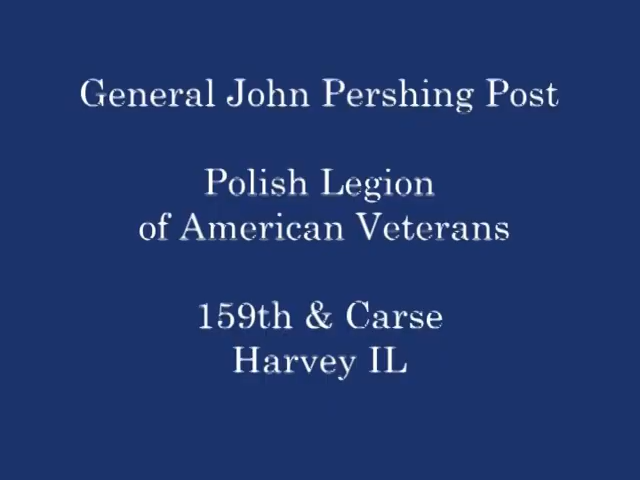 General John Pershing Post
Polish Legion
of American Veterans
159th & Carse
Harvey IL